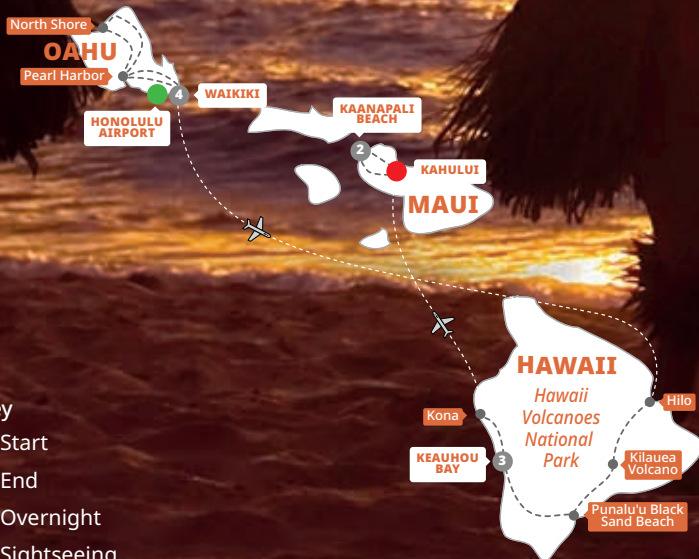 North Shore
OAHU
Pearl Harbor
4
WAIKIKI
HONOLULU
AIRPORT
KAANAPALI
BEACH
2
KAHULUI
MAUI
HAWAII
Hawaii
Volcanoes
National
Park
Hilo
Kona
KEAUHOU
BAY
3
Kilauea
Volcano
Punalu'u Black
Sand Beach
y
Start
End
Overnight
Sightseeing